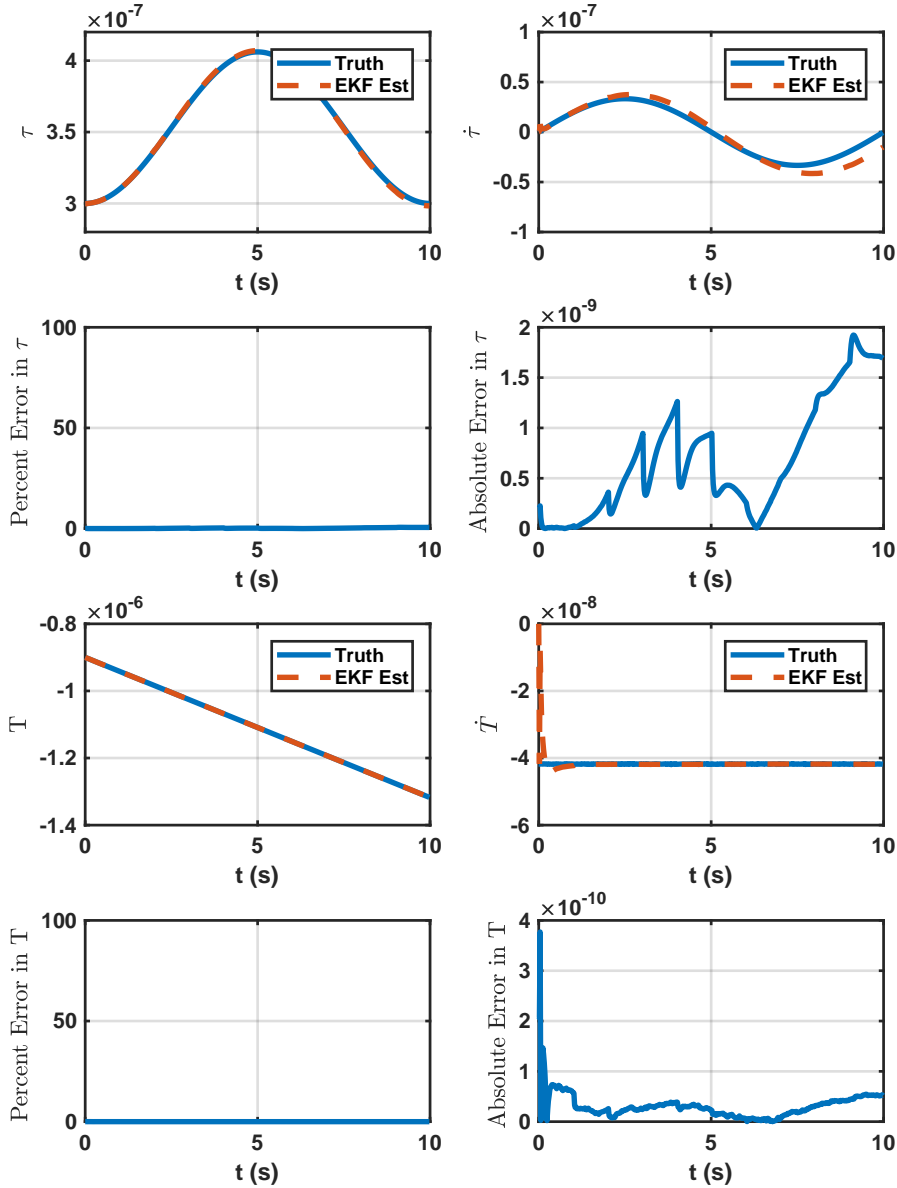 ×10⁻⁷
4
3.5
3
τ
Truth
EKF Est
0 5 10
t (s)
×10⁻⁷
1
0.5
0
-0.5
-1
τ̇
Truth
EKF Est
0 5 10
t (s)
100
50
0
Percent Error in τ
0 5 10
t (s)
×10⁻⁹
2
1.5
1
0.5
0
Absolute Error in τ
0 5 10
t (s)
×10⁻⁶
-0.8
-1
-1.2
-1.4
T
Truth
EKF Est
0 5 10
t (s)
×10⁻⁸
0
-2
-4
-6
Ṫ
Truth
EKF Est
0 5 10
t (s)
100
50
0
Percent Error in T
0 5 10
t (s)
×10⁻¹⁰
4
3
2
1
0
Absolute Error in T
0 5 10
t (s)